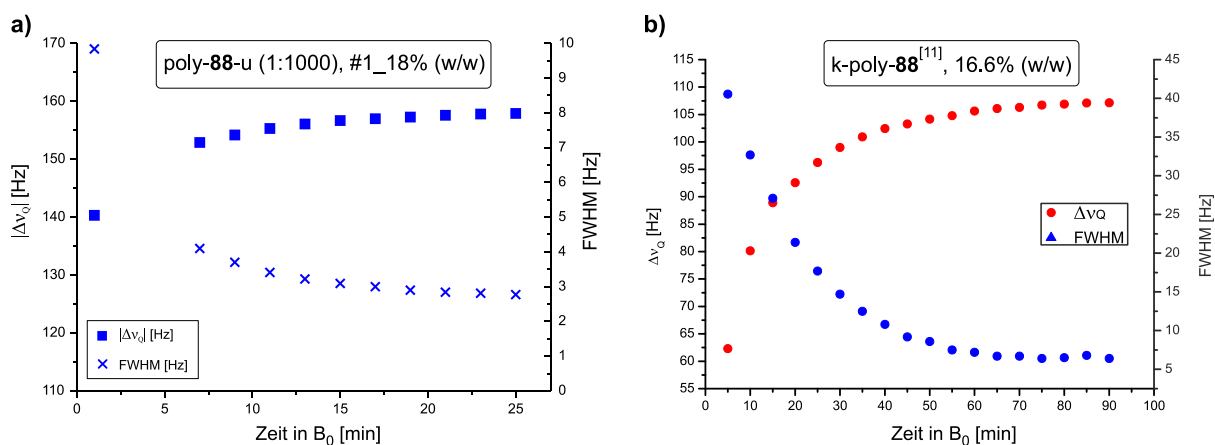 a)
poly-88-u (1:1000), #1_18% (w/w)
|Δν_Q| [Hz]
170
160
150
140
130
120
110
FWHM [Hz]
10
9
8
7
6
5
4
3
2
1
0
|Δν_Q| [Hz]
FWHM [Hz]
0 5 10 15 20 25
Zeit in B_0 [min]
b)
k-poly-88^[11], 16.6% (w/w)
Δν_Q [Hz]
115
110
105
100
95
90
85
80
75
70
65
60
55
FWHM [Hz]
45
40
35
30
25
20
15
10
5
Δν_Q
FWHM
0 10 20 30 40 50 60 70 80 90 100
Zeit in B_0 [min]